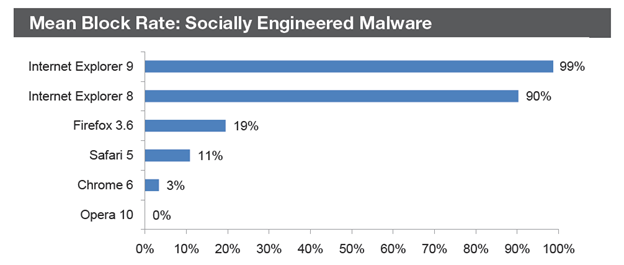 Mean Block Rate: Socially Engineered Malware
Internet Explorer 9 99%
Internet Explorer 8 90%
Firefox 3.6 19%
Safari 5 11%
Chrome 6 3%
Opera 10 0%
0% 10% 20% 30% 40% 50% 60% 70% 80% 90% 100%